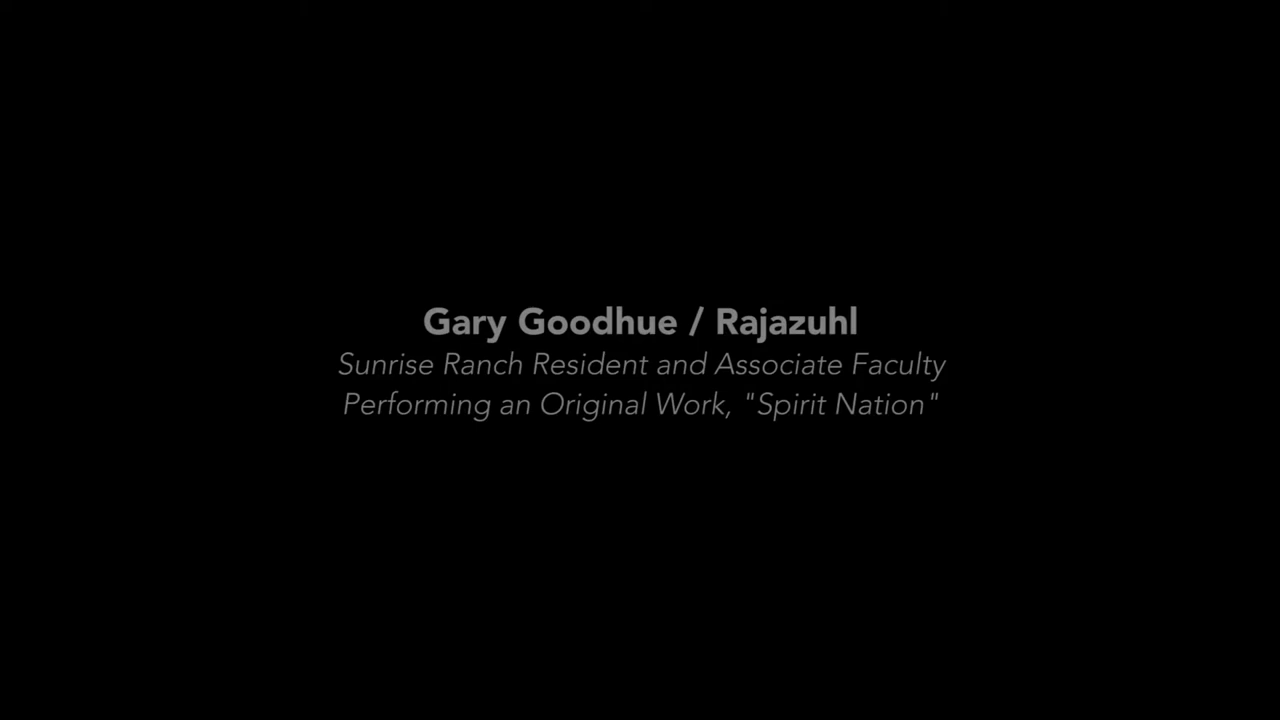 Gary Goodhue / Rajazuhl
Sunrise Ranch Resident and Associate Faculty
Performing an Original Work, "Spirit Nation"